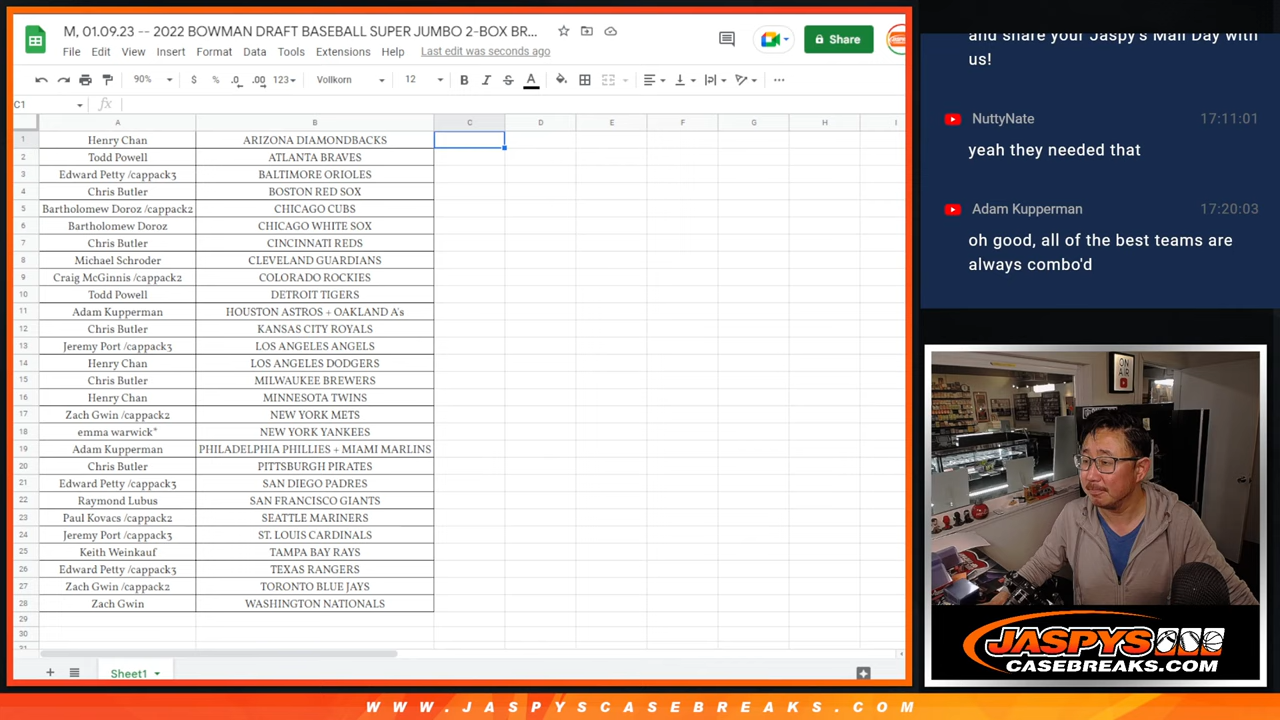 M, 01.09.23 -- 2022 BOWMAN DRAFT BASEBALL SUPER JUMBO 2-BOX BR...
Share
File Edit View Insert Format Data Tools Extensions Help Last edit was seconds ago
90% $ % .0 .00 123 Vollkorn 12 B I S A
C1 fx
A B C D E F G H I
1 Henry Chan ARIZONA DIAMONDBACKS
2 Todd Powell ATLANTA BRAVES
3 Edward Petty /cappack3 BALTIMORE ORIOLES
4 Chris Butler BOSTON RED SOX
5 Bartholomew Doroz /cappack2 CHICAGO CUBS
6 Bartholomew Doroz CHICAGO WHITE SOX
7 Chris Butler CINCINNATI REDS
8 Michael Schroder CLEVELAND GUARDIANS
9 Craig McGinnis /cappack2 COLORADO ROCKIES
10 Todd Powell DETROIT TIGERS
11 Adam Kupperman HOUSTON ASTROS + OAKLAND A's
12 Chris Butler KANSAS CITY ROYALS
13 Jeremy Port /cappack3 LOS ANGELES ANGELS
14 Henry Chan LOS ANGELES DODGERS
15 Chris Butler MILWAUKEE BREWERS
16 Henry Chan MINNESOTA TWINS
17 Zach Gwin /cappack2 NEW YORK METS
18 emma warwick* NEW YORK YANKEES
19 Adam Kupperman PHILADELPHIA PHILLIES + MIAMI MARLINS
20 Chris Butler PITTSBURGH PIRATES
21 Edward Petty /cappack3 SAN DIEGO PADRES
22 Raymond Lubus SAN FRANCISCO GIANTS
23 Paul Kovacs /cappack2 SEATTLE MARINERS
24 Jeremy Port /cappack3 ST. LOUIS CARDINALS
25 Keith Weinkauf TAMPA BAY RAYS
26 Edward Petty /cappack3 TEXAS RANGERS
27 Zach Gwin /cappack2 TORONTO BLUE JAYS
28 Zach Gwin WASHINGTON NATIONALS
29
30
31
Sheet1
and share your Jaspy's Mail Day with
us!
NuttyNate 17:11:01
yeah they needed that
Adam Kupperman 17:20:03
oh good, all of the best teams are
always combo'd
ON
AIR
JASPYS
CASEBREAKS.COM
WWW.JASPYSCASEBREAKS.COM